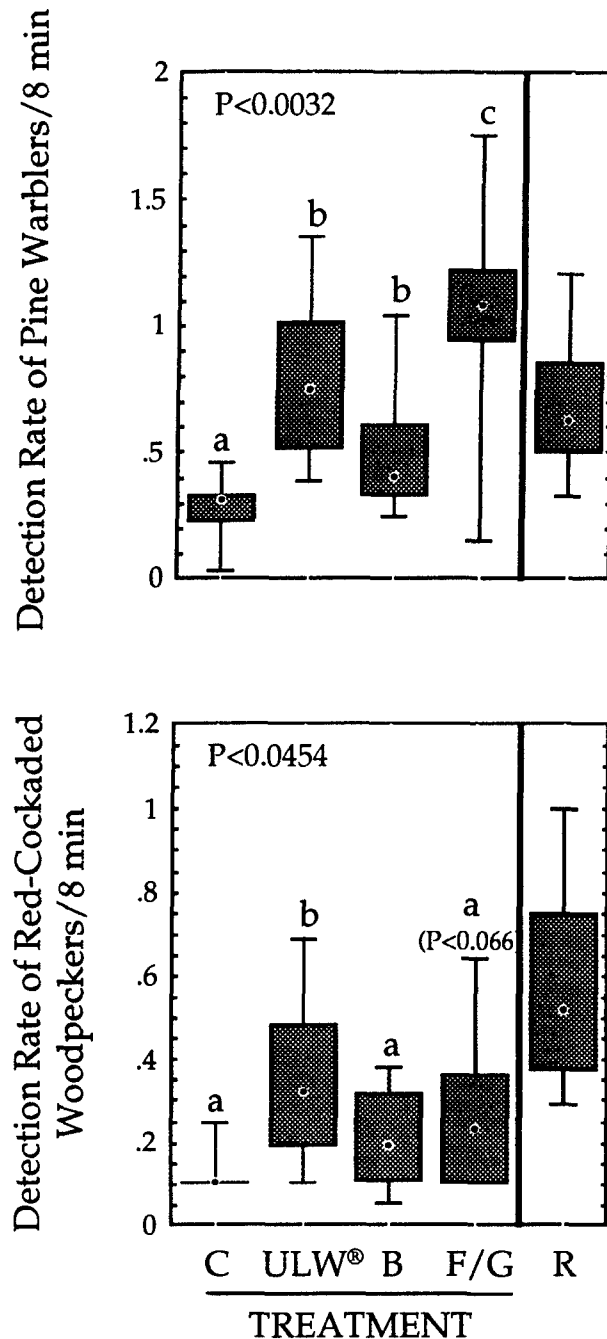 Detection Rate of Pine Warblers/8 min
2
1.5
1
.5
0
P<0.0032
a
b
b
c
Detection Rate of Red-Cockaded
Woodpeckers/8 min
1.2
1
.8
.6
.4
.2
0
P<0.0454
a
b
a
a
(P<0.066)
C ULW® B F/G R
TREATMENT